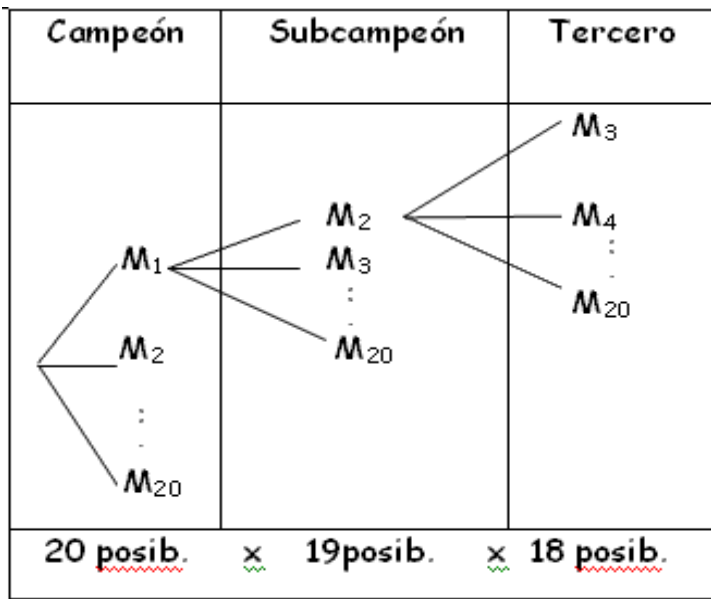 Campeón Subcampeón Tercero
M3
M2 M4
M1 M3 :
: M20
M2 M20
:
M20
20 posib. x 19posib. x 18 posib.